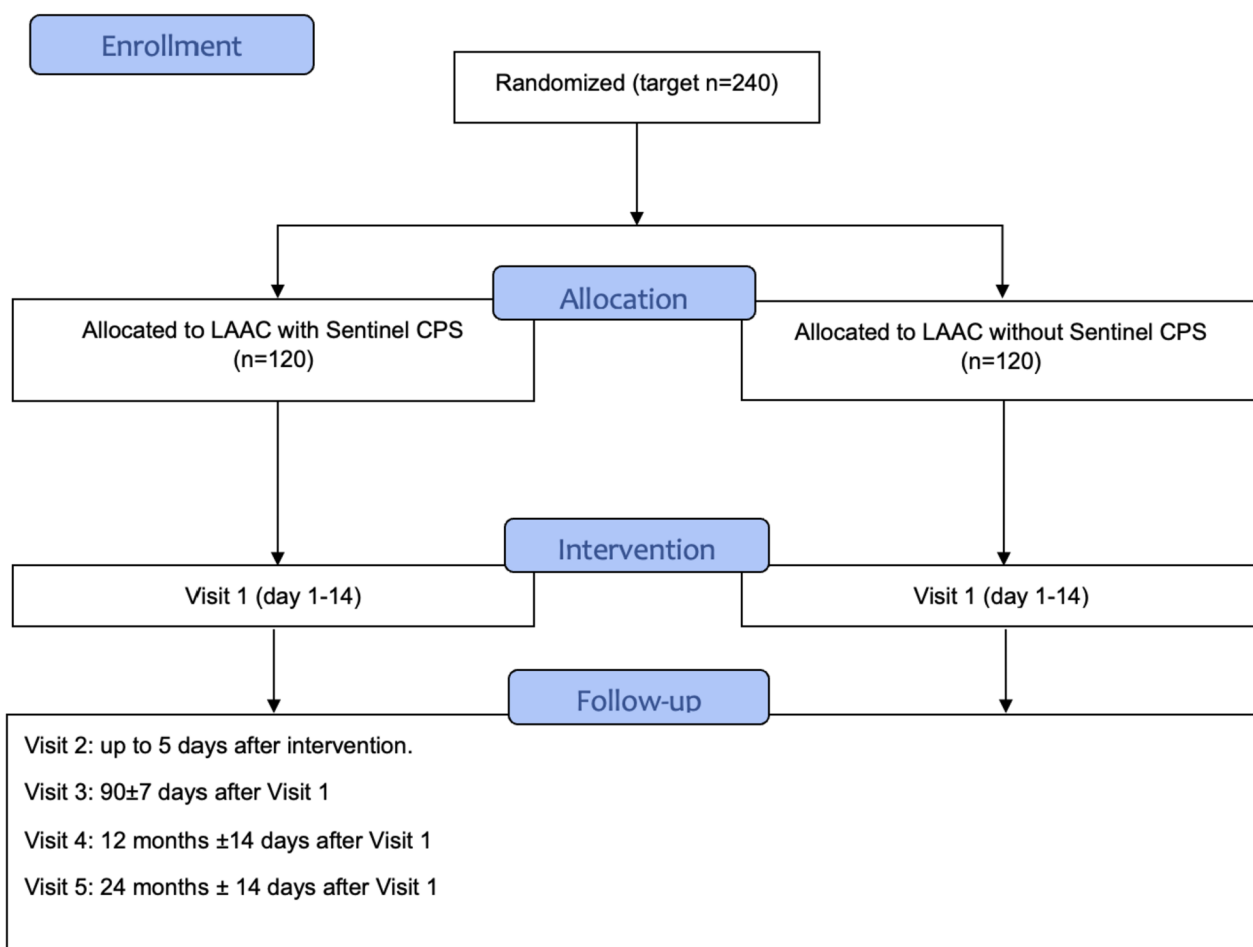 Enrollment
Randomized (target n=240)
Allocation
Allocated to LAAC with Sentinel CPS
(n=120)
Allocated to LAAC without Sentinel CPS
(n=120)
Intervention
Visit 1 (day 1-14)
Visit 1 (day 1-14)
Follow-up
Visit 2: up to 5 days after intervention.
Visit 3: 90±7 days after Visit 1
Visit 4: 12 months ±14 days after Visit 1
Visit 5: 24 months ± 14 days after Visit 1